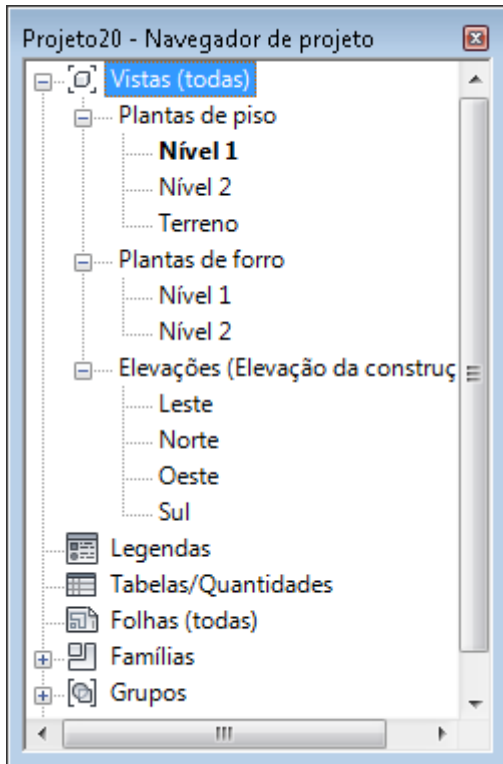 Projeto20 - Navegador de projeto
Vistas (todas)
Plantas de piso
Nível 1
Nível 2
Terreno
Plantas de forro
Nível 1
Nível 2
Elevações (Elevação da construç
Leste
Norte
Oeste
Sul
Legendas
Tabelas/Quantidades
Folhas (todas)
Famílias
Grupos